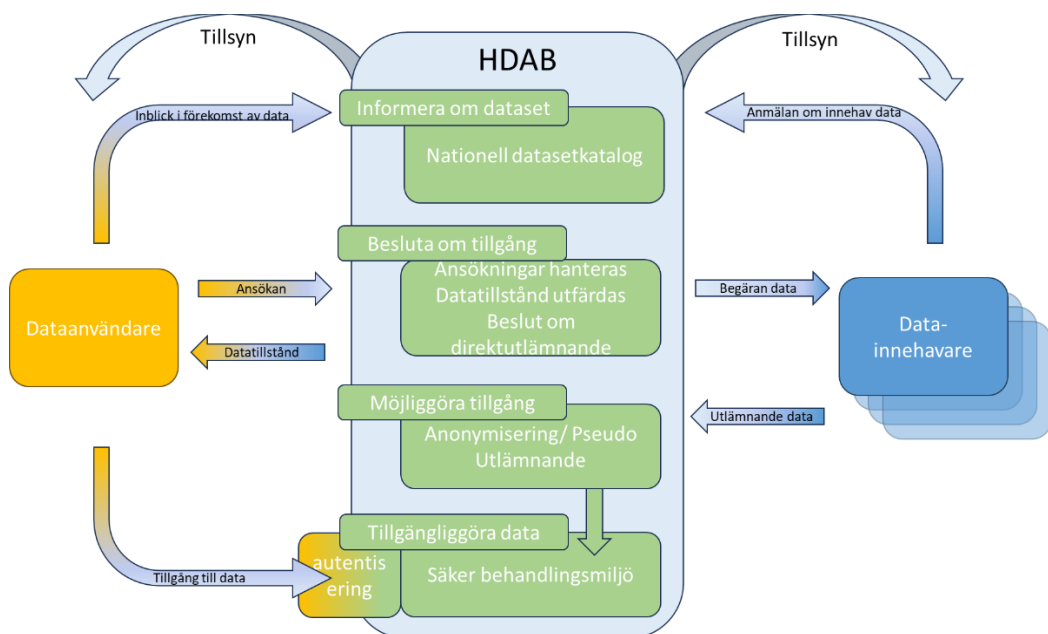 Tillsyn
HDAB
Tillsyn
Informera om dataset
Inblick i förekomst av data
Anmälan om innehav data
Nationell datasetkatalog
Besluta om tillgång
Ansökningar hanteras
Ansökan
Datatillstånd utfärdas
Begäran data
Beslut om
direktutlämnande
Dataanvändare
Datatillstånd
Data-
innehavare
Möjliggöra tillgång
Utlämnande data
Anonymisering/ Pseudo
Utlämnande
Tillgängliggöra data
Tillgång till data
autentis
ering
Säker behandlingsmiljö